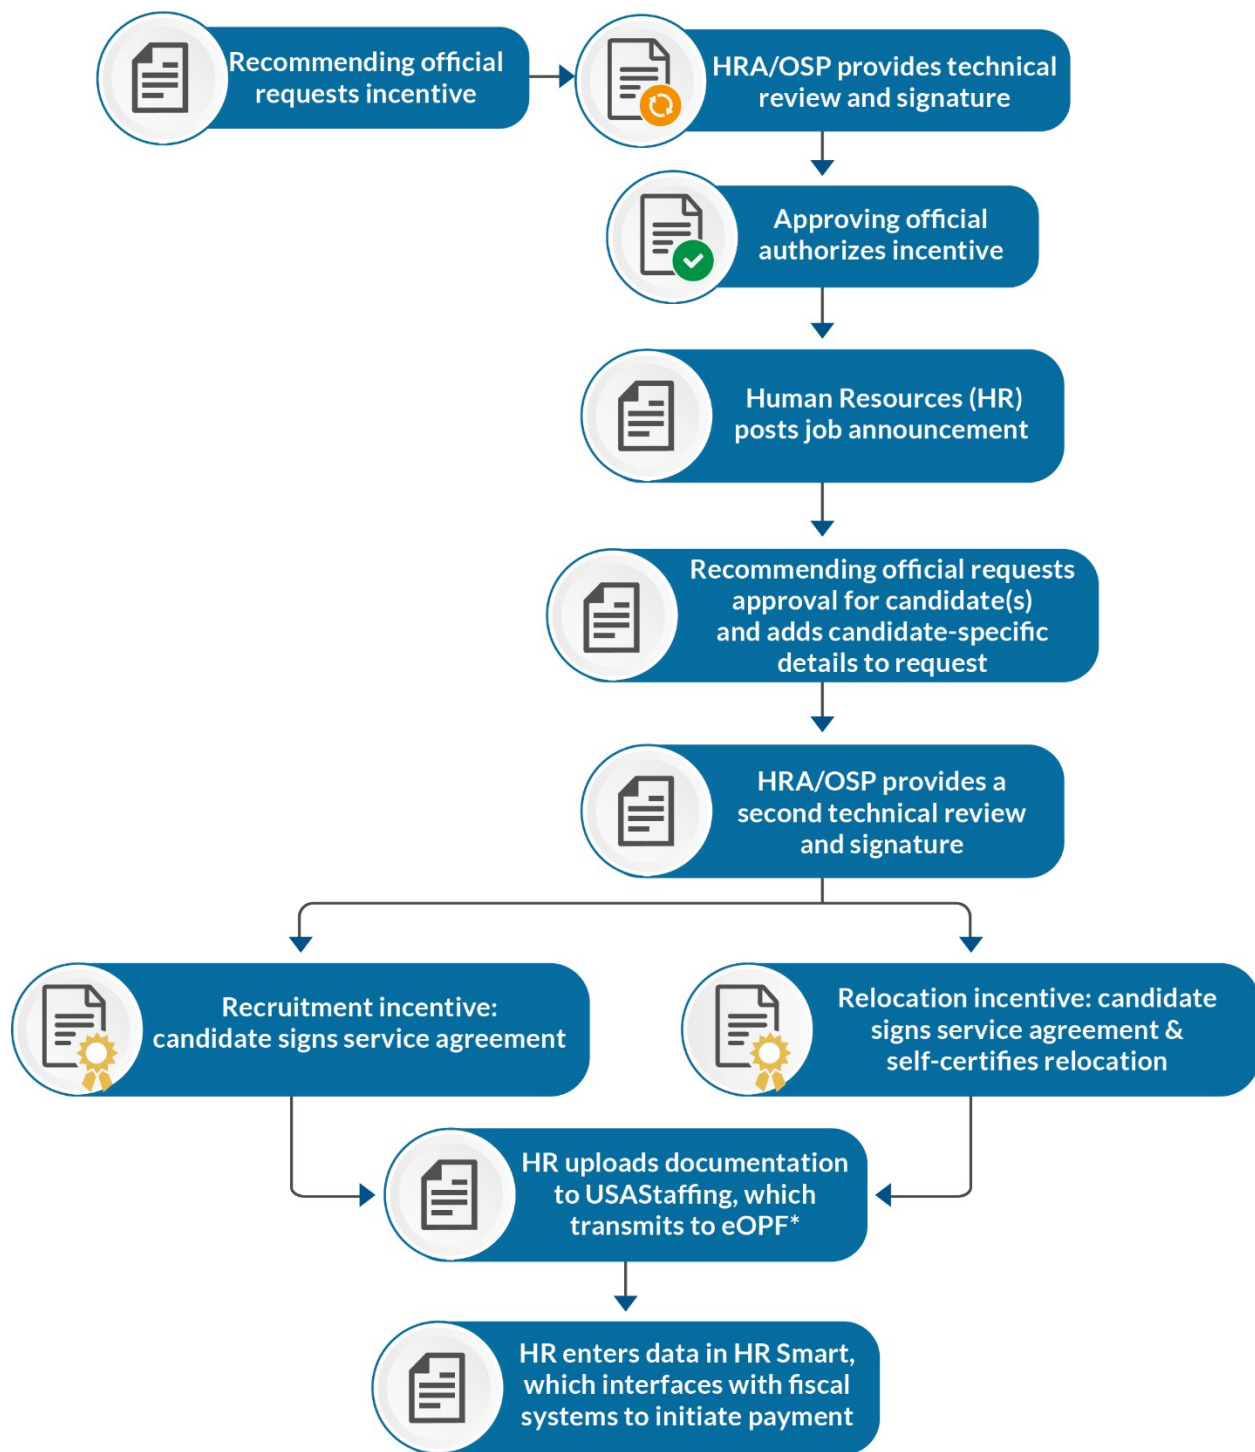 Recommending official
requests incentive
HRA/OSP provides technical
review and signature
Approving official
authorizes incentive
Human Resources (HR)
posts job announcement
Recommending official requests
approval for candidate(s)
and adds candidate-specific
details to request
HRA/OSP provides a
second technical review
and signature
Recruitment incentive:
candidate signs service agreement
Relocation incentive: candidate
signs service agreement &
self-certifies relocation
HR uploads documentation
to USAStaffing, which
transmits to eOPF*
HR enters data in HR Smart,
which interfaces with fiscal
systems to initiate payment